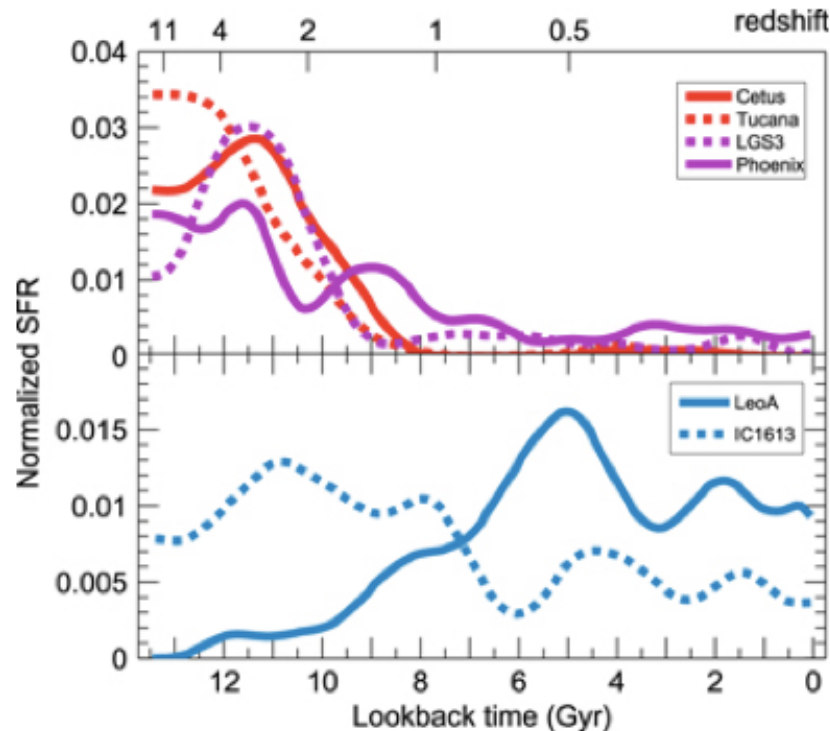 11 4 2 1 0.5 redshift
0.04
0.03
0.02
0.01
0
Cetus
Tucana
LGS3
Phoenix
Normalized SFR
0.015
0.010
0.005
0
LeoA
IC1613
12 10 8 6 4 2 0
Lookback time (Gyr)